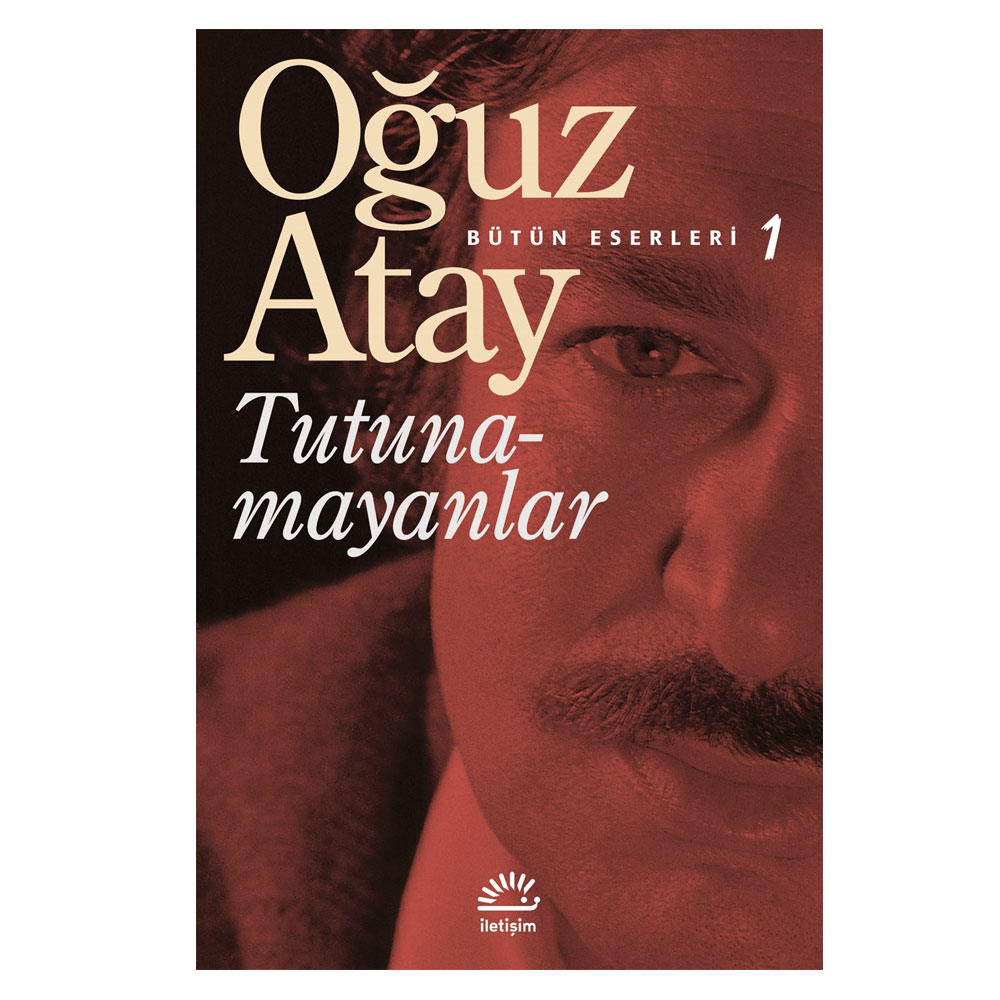 Oğuz
BÜTÜN ESERLERİ 1
Atay
Tutuna-
mayanlar
iletişim